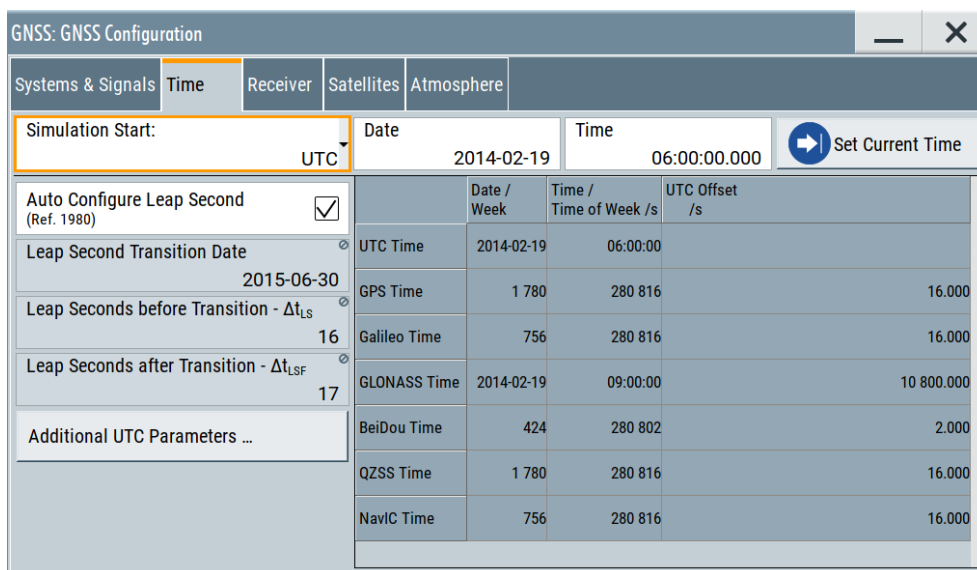 GNSS: GNSS Configuration
Systems & Signals Time Receiver Satellites Atmosphere
Simulation Start:
UTC
Date
2014-02-19
Time
06:00:00.000
Set Current Time
Auto Configure Leap Second
(Ref. 1980)
Leap Second Transition Date
2015-06-30
Leap Seconds before Transition - ΔtLS
16
Leap Seconds after Transition - ΔtLSF
17
Additional UTC Parameters ...
Date / Week Time / Time of Week /s UTC Offset /s
UTC Time 2014-02-19 06:00:00
GPS Time 1 780 280 816 16.000
Galileo Time 756 280 816 16.000
GLONASS Time 2014-02-19 09:00:00 10 800.000
BeiDou Time 424 280 802 2.000
QZSS Time 1 780 280 816 16.000
NavIC Time 756 280 816 16.000